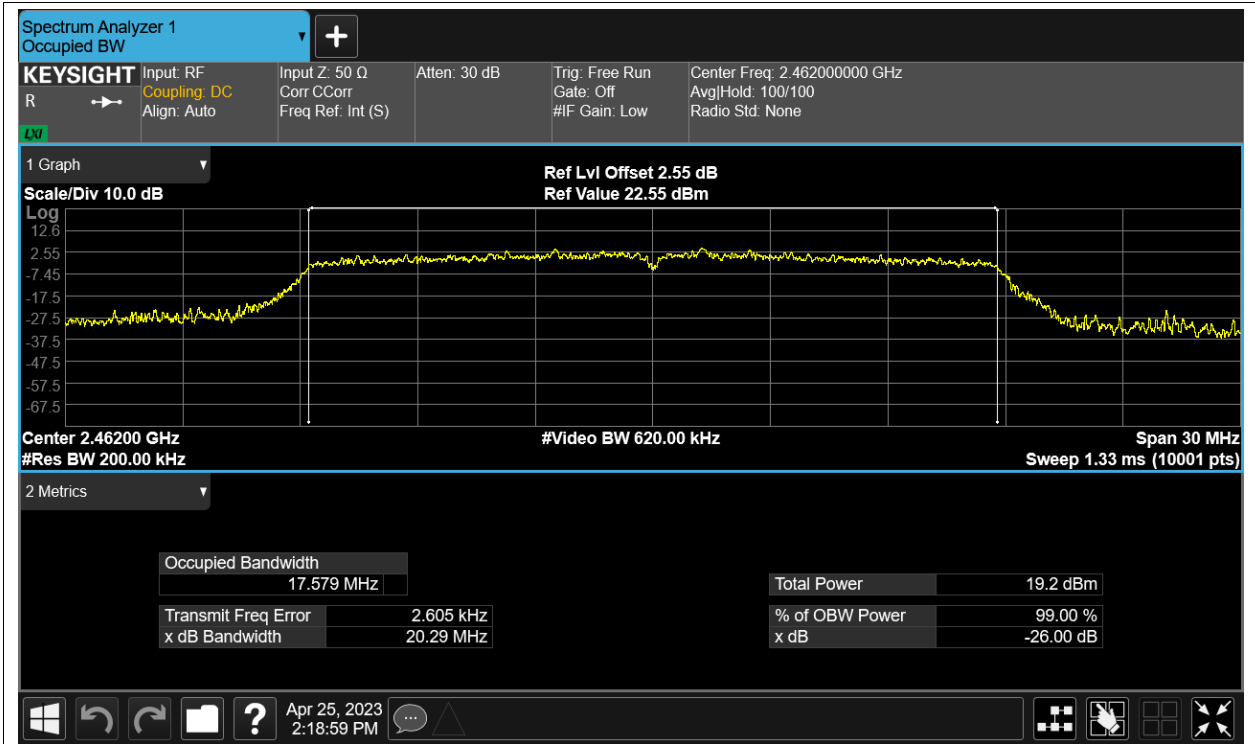 Spectrum Analyzer 1
Occupied BW
KEYSIGHT
R
LXI
Input: RF
Coupling: DC
Align: Auto
Input Z: 50 Ω
Corr CCorr
Freq Ref: Int (S)
Atten: 30 dB
Trig: Free Run
Gate: Off
#IF Gain: Low
Center Freq: 2.462000000 GHz
Avg|Hold: 100/100
Radio Std: None
1 Graph
Scale/Div 10.0 dB
Ref Lvl Offset 2.55 dB
Ref Value 22.55 dBm
Log
12.6
2.55
-7.45
-17.5
-27.5
-37.5
-47.5
-57.5
-67.5
Center 2.46200 GHz
#Res BW 200.00 kHz
#Video BW 620.00 kHz
Span 30 MHz
Sweep 1.33 ms (10001 pts)
2 Metrics
Occupied Bandwidth
17.579 MHz
Transmit Freq Error 2.605 kHz
x dB Bandwidth 20.29 MHz
Total Power 19.2 dBm
% of OBW Power 99.00 %
x dB -26.00 dB
?
Apr 25, 2023
2:18:59 PM